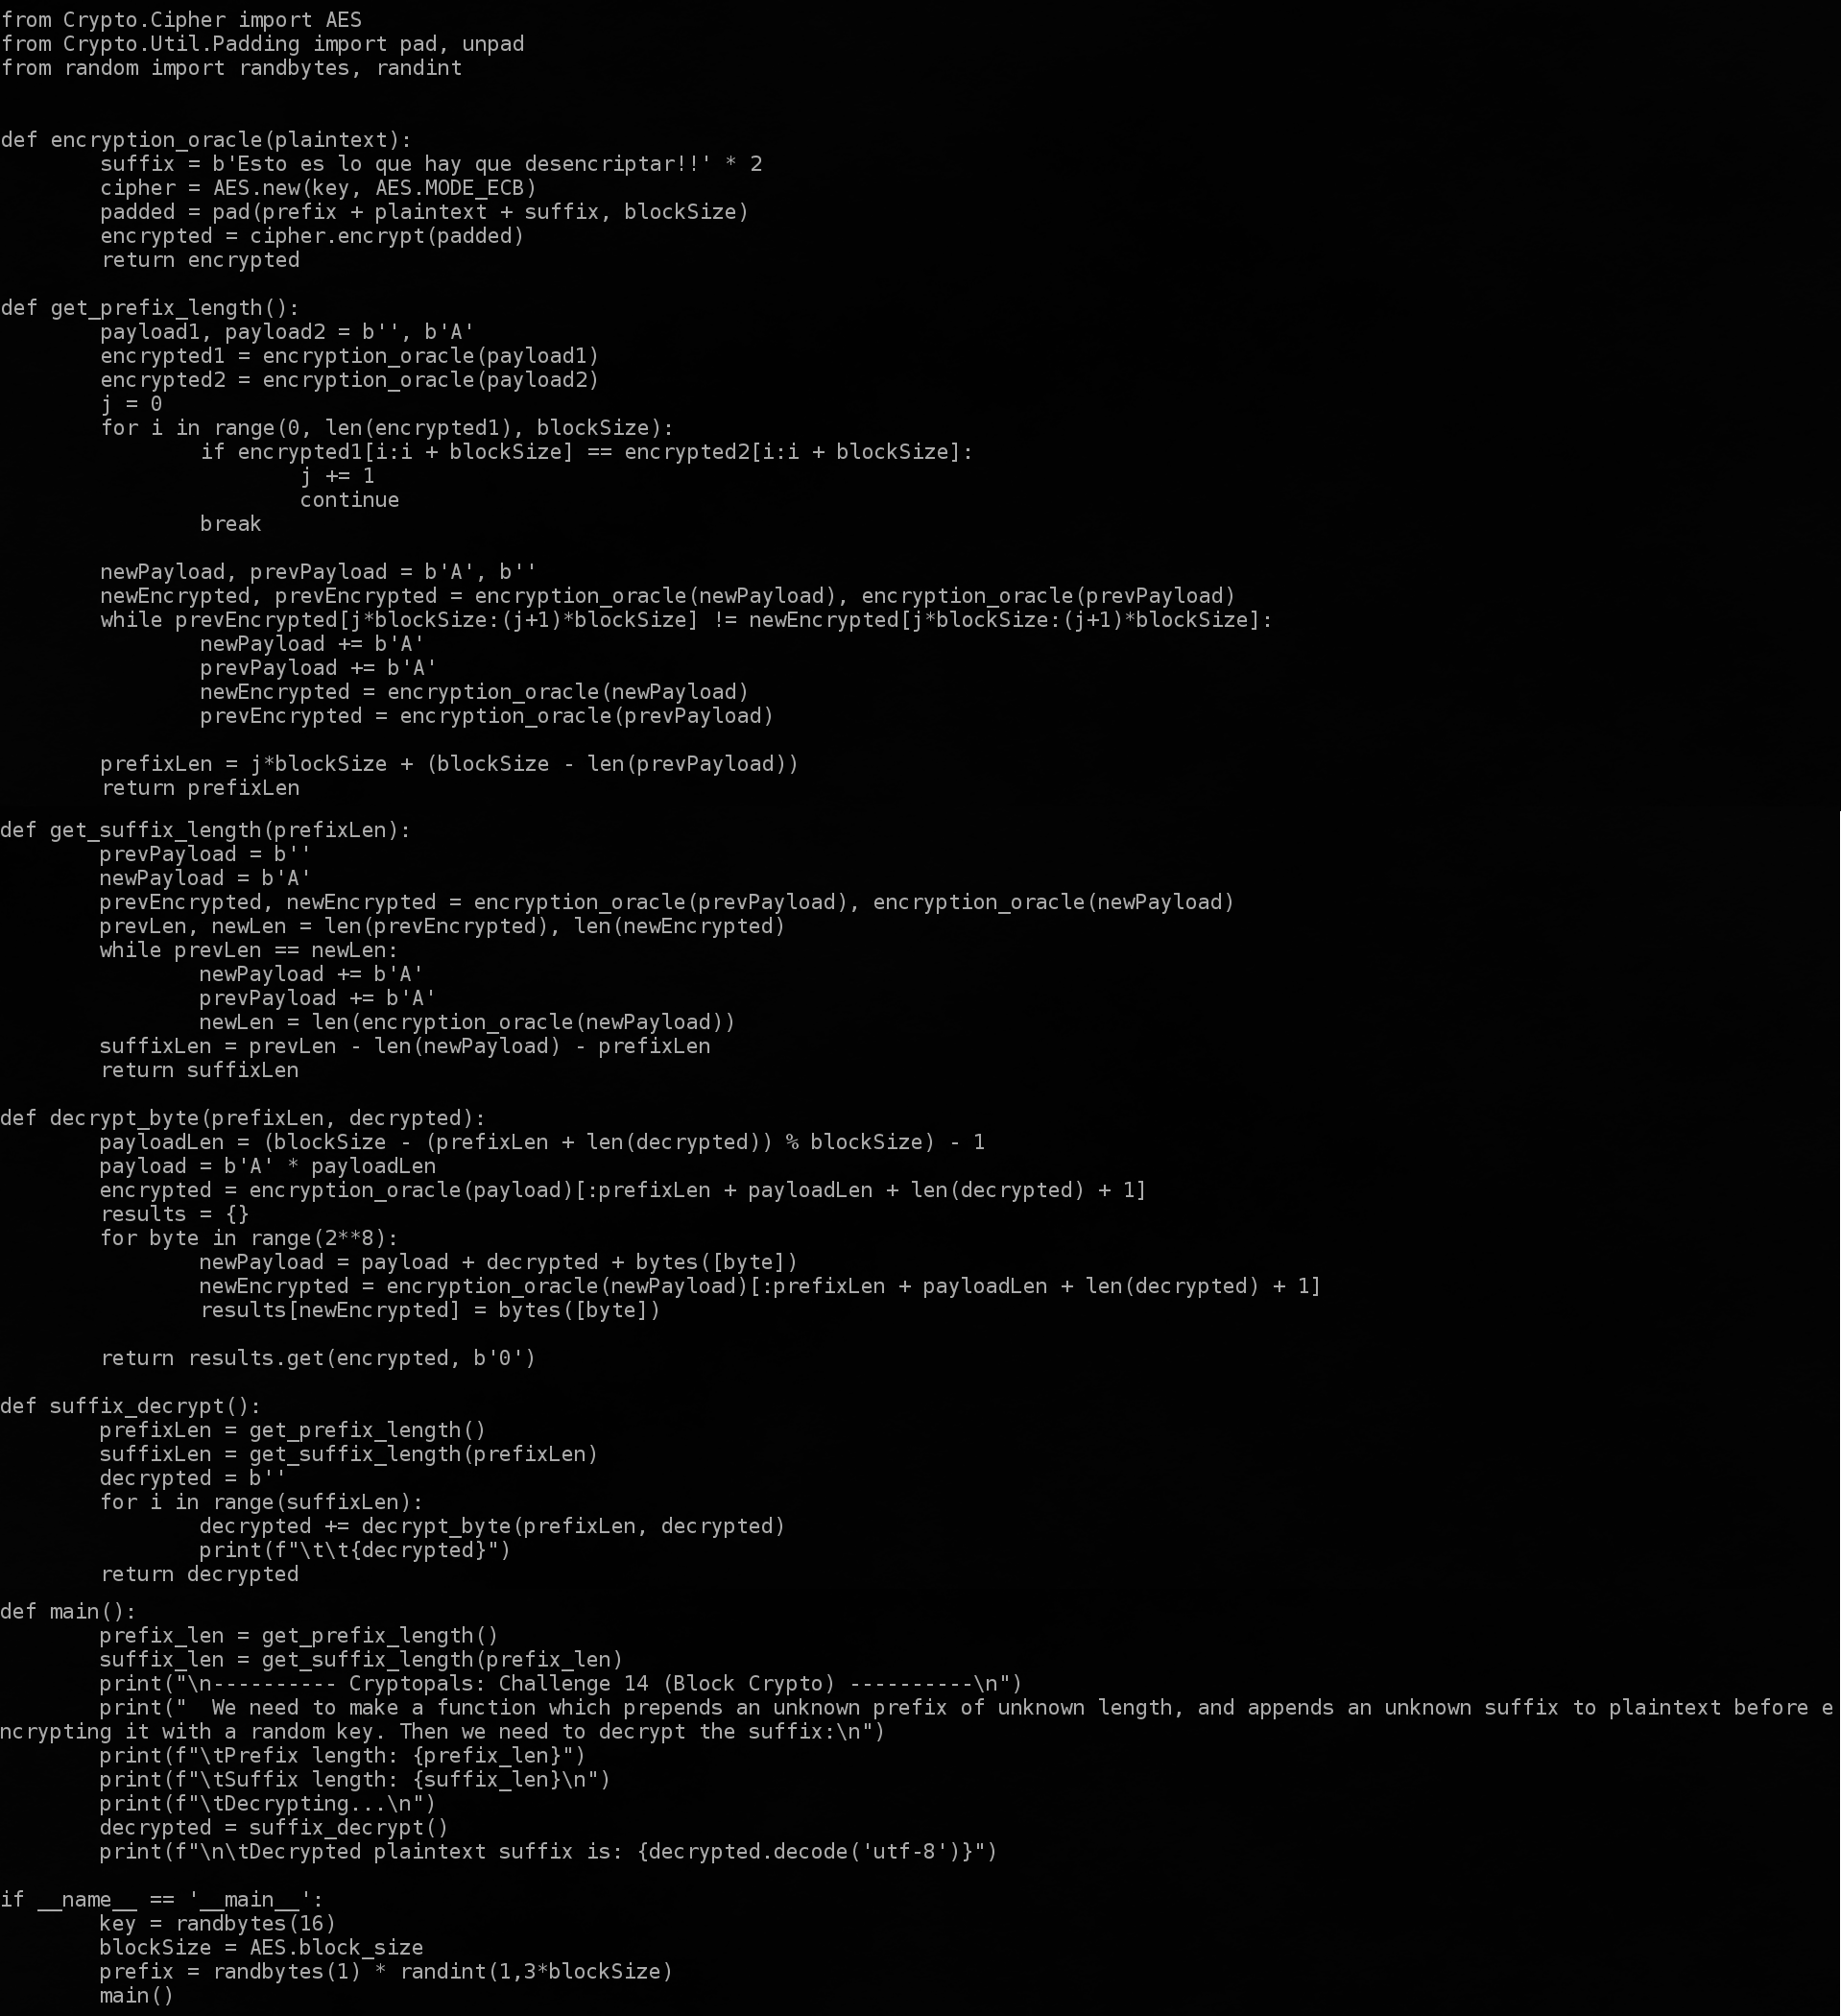 from Crypto.Cipher import AES
from Crypto.Util.Padding import pad, unpad
from random import randbytes, randint


def encryption_oracle(plaintext):
        suffix = b'Esto es lo que hay que desencriptar!!' * 2
        cipher = AES.new(key, AES.MODE_ECB)
        padded = pad(prefix + plaintext + suffix, blockSize)
        encrypted = cipher.encrypt(padded)
        return encrypted

def get_prefix_length():
        payload1, payload2 = b'', b'A'
        encrypted1 = encryption_oracle(payload1)
        encrypted2 = encryption_oracle(payload2)
        j = 0
        for i in range(0, len(encrypted1), blockSize):
                if encrypted1[i:i + blockSize] == encrypted2[i:i + blockSize]:
                        j += 1
                        continue
                break

        newPayload, prevPayload = b'A', b''
        newEncrypted, prevEncrypted = encryption_oracle(newPayload), encryption_oracle(prevPayload)
        while prevEncrypted[j*blockSize:(j+1)*blockSize] != newEncrypted[j*blockSize:(j+1)*blockSize]:
                newPayload += b'A'
                prevPayload += b'A'
                newEncrypted = encryption_oracle(newPayload)
                prevEncrypted = encryption_oracle(prevPayload)

        prefixLen = j*blockSize + (blockSize - len(prevPayload))
        return prefixLen

def get_suffix_length(prefixLen):
        prevPayload = b''
        newPayload = b'A'
        prevEncrypted, newEncrypted = encryption_oracle(prevPayload), encryption_oracle(newPayload)
        prevLen, newLen = len(prevEncrypted), len(newEncrypted)
        while prevLen == newLen:
                newPayload += b'A'
                prevPayload += b'A'
                newLen = len(encryption_oracle(newPayload))
        suffixLen = prevLen - len(newPayload) - prefixLen
        return suffixLen

def decrypt_byte(prefixLen, decrypted):
        payloadLen = (blockSize - (prefixLen + len(decrypted)) % blockSize) - 1
        payload = b'A' * payloadLen
        encrypted = encryption_oracle(payload)[:prefixLen + payloadLen + len(decrypted) + 1]
        results = {}
        for byte in range(2**8):
                newPayload = payload + decrypted + bytes([byte])
                newEncrypted = encryption_oracle(newPayload)[:prefixLen + payloadLen + len(decrypted) + 1]
                results[newEncrypted] = bytes([byte])

        return results.get(encrypted, b'0')

def suffix_decrypt():
        prefixLen = get_prefix_length()
        suffixLen = get_suffix_length(prefixLen)
        decrypted = b''
        for i in range(suffixLen):
                decrypted += decrypt_byte(prefixLen, decrypted)
                print(f"\t\t{decrypted}")
        return decrypted

def main():
        prefix_len = get_prefix_length()
        suffix_len = get_suffix_length(prefix_len)
        print("\n---------- Cryptopals: Challenge 14 (Block Crypto) ----------\n")
        print("  We need to make a function which prepends an unknown prefix of unknown length, and appends an unknown suffix to plaintext before e
ncrypting it with a random key. Then we need to decrypt the suffix:\n")
        print(f"\tPrefix length: {prefix_len}")
        print(f"\tSuffix length: {suffix_len}\n")
        print(f"\tDecrypting...\n")
        decrypted = suffix_decrypt()
        print(f"\n\tDecrypted plaintext suffix is: {decrypted.decode('utf-8')}")

if __name__ == '__main__':
        key = randbytes(16)
        blockSize = AES.block_size
        prefix = randbytes(1) * randint(1,3*blockSize)
        main()